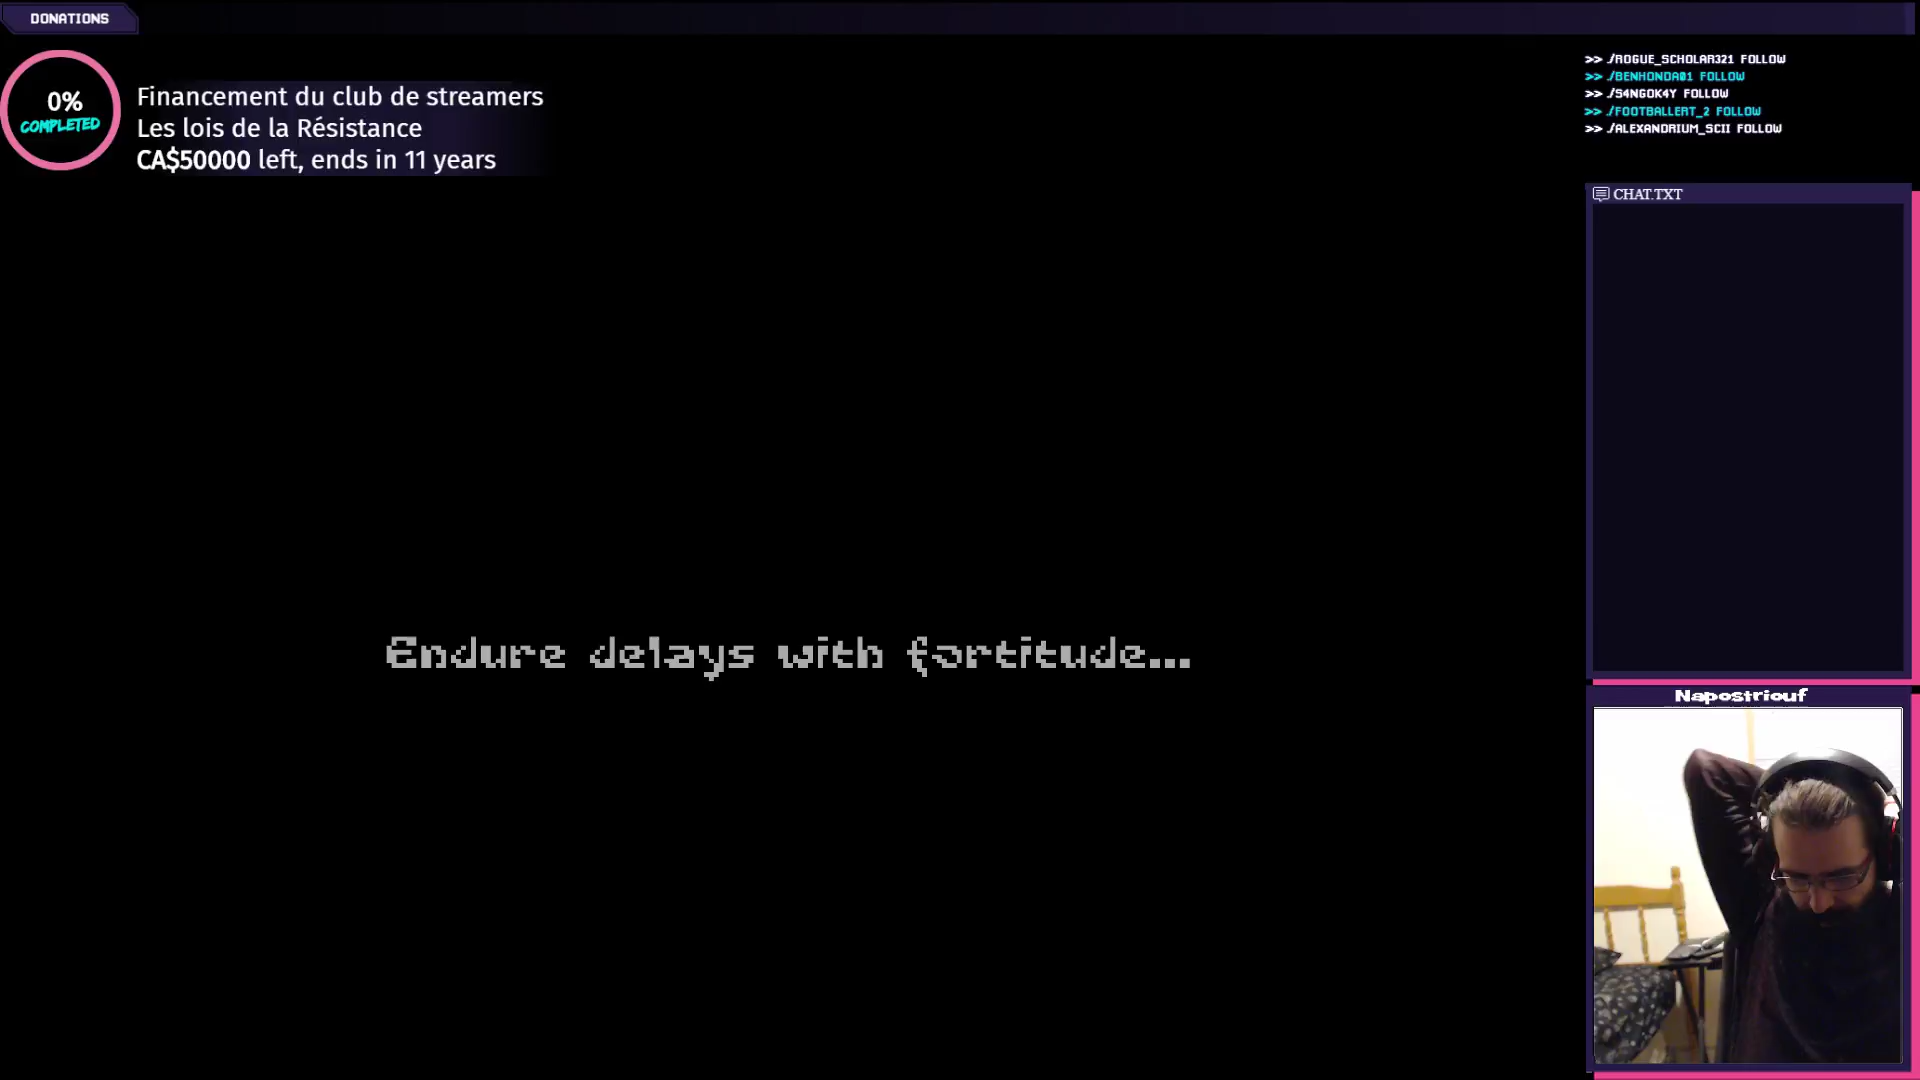 DONATIONS
0%
COMPLETED
Financement du club de streamers
Les lois de la Résistance
CA$50000 left, ends in 11 years
>> ./ROGUE_SCHOLAR321 FOLLOW
>> ./BENHONDA01 FOLLOW
>> ./S4NGOK4Y FOLLOW
>> ./FOOTBALLERT_2 FOLLOW
>> ./ALEXANDRIUM_SCII FOLLOW
CHAT.TXT
Endure delays with fortitude...
Napostriouf